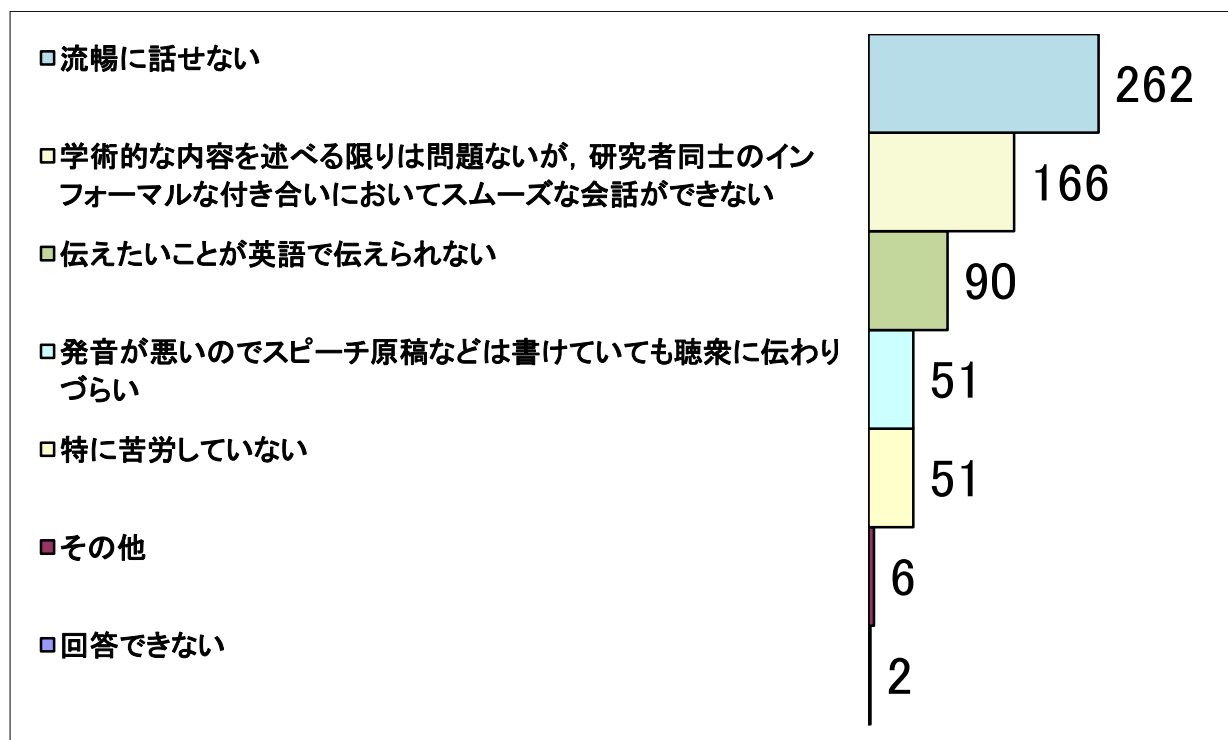 流暢に話せない
262
学術的な内容を述べる限りは問題ないが，研究者同士のイン
フォーマルな付き合いにおいてスムーズな会話ができない
166
伝えたいことが英語で伝えられない
90
発音が悪いのでスピーチ原稿などは書けていても聴衆に伝わり
づらい
51
特に苦労していない
51
その他
6
回答できない
2